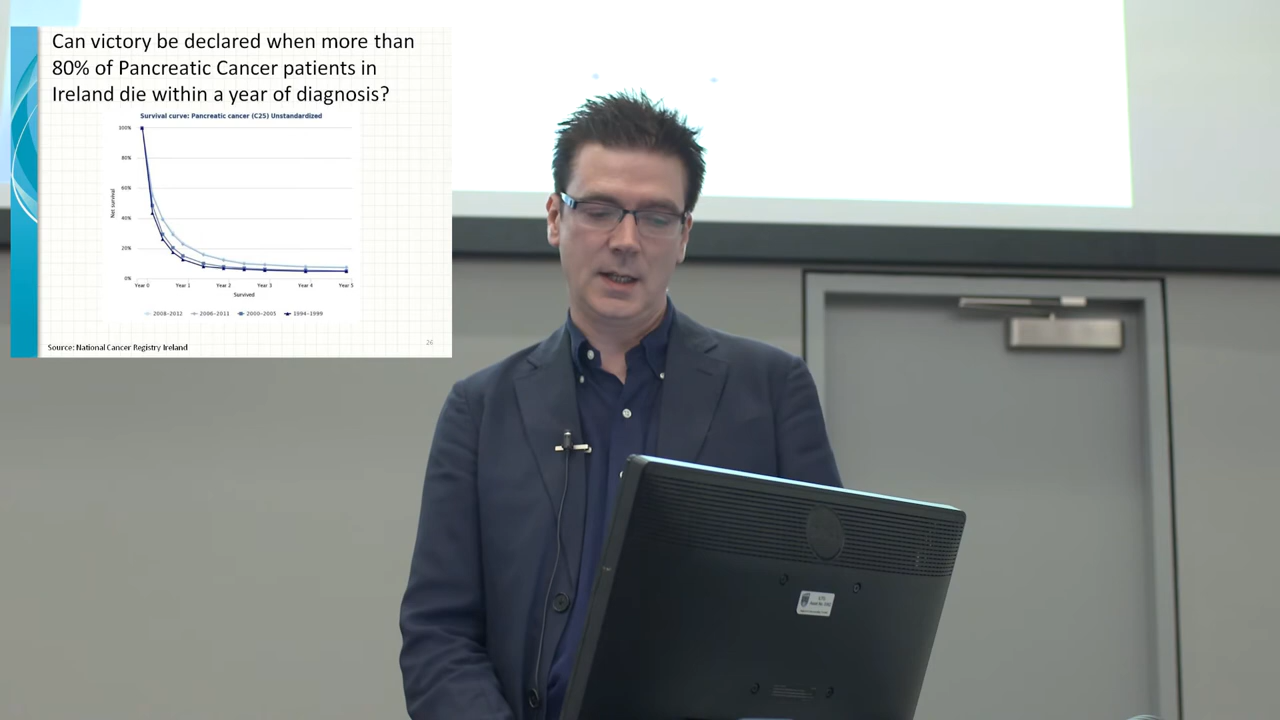 Can victory be declared when more than
80% of Pancreatic Cancer patients in
Ireland die within a year of diagnosis?
Survival curve: Pancreatic cancer (C25) Unstandardized
100%
80%
60%
40%
20%
0%
Net survival
Year 0 Year 1 Year 2 Year 3 Year 4 Year 5
Survived
2008-2012 2006-2011 2000-2005 1994-1999
Source: National Cancer Registry Ireland
26